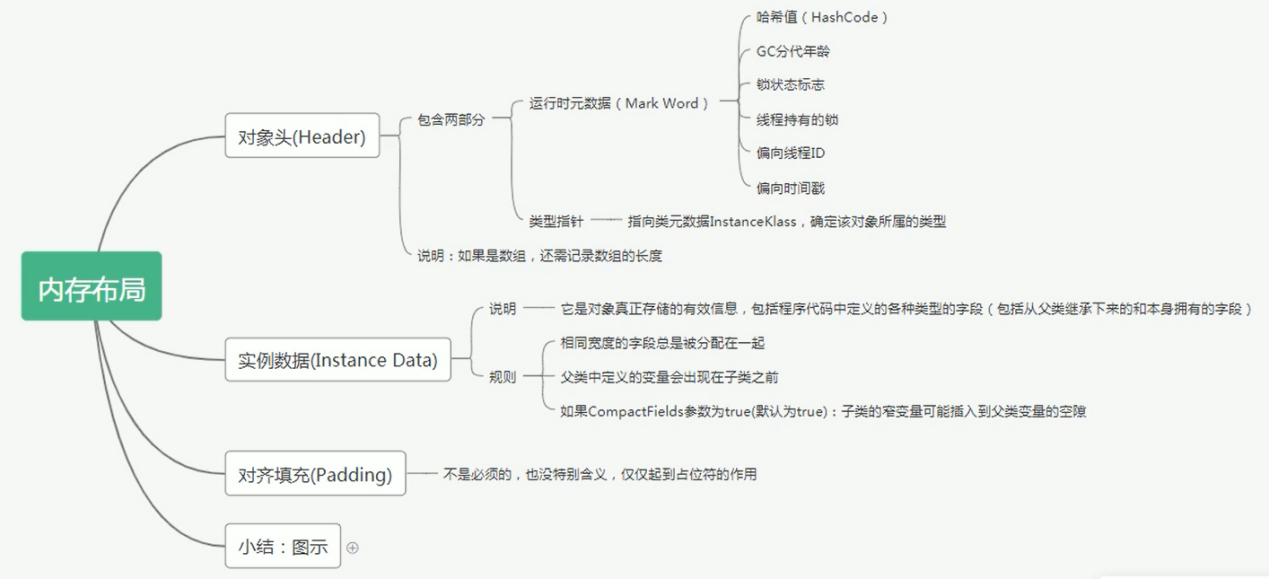 哈希值（HashCode）
GC分代年龄
锁状态标志
运行时元数据（Mark Word）
线程持有的锁
包含两部分
对象头(Header)
偏向线程ID
偏向时间戳
类型指针
指向类元数据InstanceKlass，确定该对象所属的类型
说明：如果是数组，还需记录数组的长度
内存布局
说明
它是对象真正存储的有效信息，包括程序代码中定义的各种类型的字段（包括从父类继承下来的和本身拥有的字段）
相同宽度的字段总是被分配在一起
实例数据(Instance Data)
规则
父类中定义的变量会出现在子类之前
如果CompactFields参数为true(默认为true)：子类的窄变量可能插入到父类变量的空隙
对齐填充(Padding)
不是必须的，也没特别含义，仅仅起到占位符的作用
小结：图示